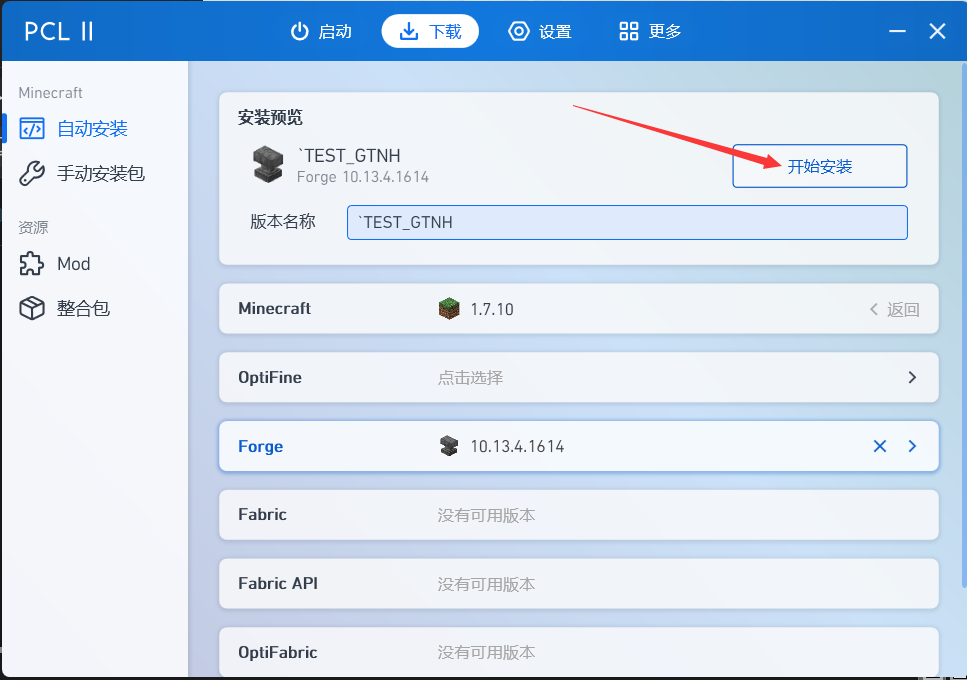 PCL II
启动
下载
设置
更多
Minecraft
自动安装
手动安装包
资源
Mod
整合包
安装预览
`TEST_GTNH
Forge 10.13.4.1614
开始安装
版本名称
`TEST_GTNH
Minecraft
1.7.10
返回
OptiFine
点击选择
Forge
10.13.4.1614
Fabric
没有可用版本
Fabric API
没有可用版本
OptiFabric
没有可用版本